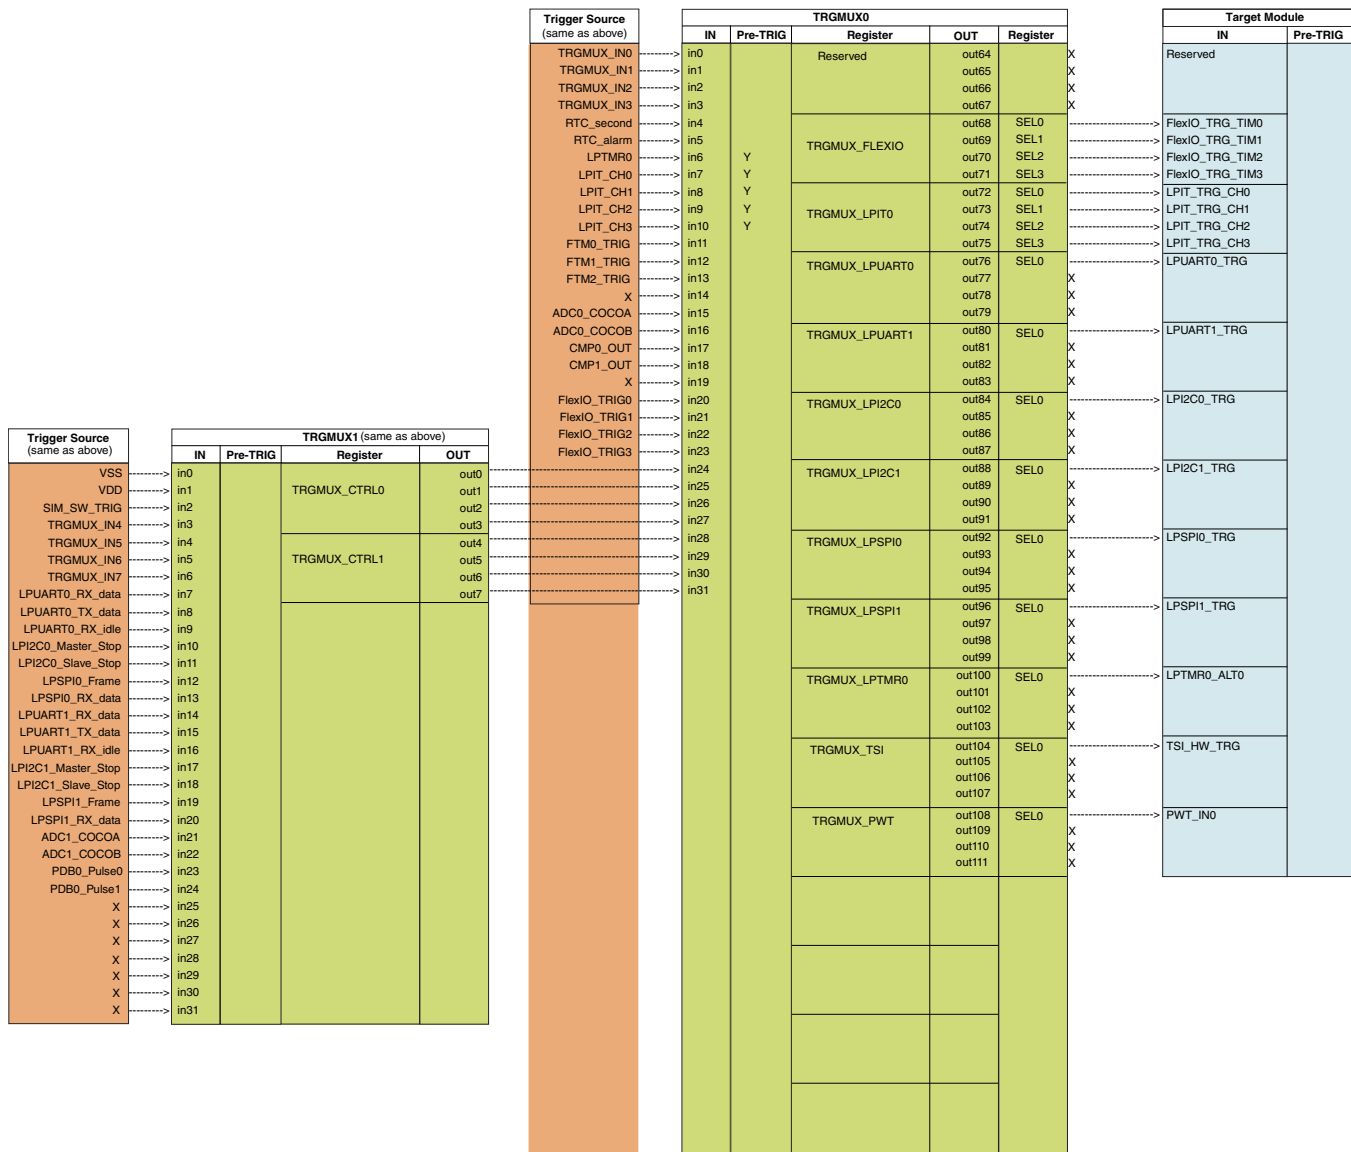 Trigger Source
(same as above)
TRGMUX_IN0
TRGMUX_IN1
TRGMUX_IN2
TRGMUX_IN3
RTC_second
RTC_alarm
LPTMR0
LPIT_CH0
LPIT_CH1
LPIT_CH2
LPIT_CH3
FTM0_TRIG
FTM1_TRIG
FTM2_TRIG
X
ADC0_COCOA
ADC0_COCOB
CMP0_OUT
CMP1_OUT
X
FlexIO_TRIG0
FlexIO_TRIG1
FlexIO_TRIG2
FlexIO_TRIG3
TRGMUX0
IN Pre-TRIG Register OUT Register
in0 Reserved out64 X
in1 out65 X
in2 out66 X
in3 out67 X
in4 out68 SEL0
in5 TRGMUX_FLEXIO out69 SEL1
in6 Y out70 SEL2
in7 Y out71 SEL3
in8 Y out72 SEL0
in9 Y TRGMUX_LPIT0 out73 SEL1
in10 Y out74 SEL2
in11 out75 SEL3
in12 TRGMUX_LPUART0 out76 SEL0
in13 out77 X
in14 out78 X
in15 out79 X
in16 TRGMUX_LPUART1 out80 SEL0
in17 out81 X
in18 out82 X
in19 out83 X
in20 TRGMUX_LPI2C0 out84 SEL0
in21 out85 X
in22 out86 X
in23 out87 X
in24 TRGMUX_LPI2C1 out88 SEL0
in25 out89 X
in26 out90 X
in27 out91 X
in28 TRGMUX_LPSPI0 out92 SEL0
in29 out93 X
in30 out94 X
in31 out95 X
TRGMUX_LPSPI1 out96 SEL0
out97 X
out98 X
out99 X
TRGMUX_LPTMR0 out100 SEL0
out101 X
out102 X
out103 X
TRGMUX_TSI out104 SEL0
out105 X
out106 X
out107 X
TRGMUX_PWT out108 SEL0
out109 X
out110 X
out111 X
Target Module
IN Pre-TRIG
Reserved
FlexIO_TRG_TIM0
FlexIO_TRG_TIM1
FlexIO_TRG_TIM2
FlexIO_TRG_TIM3
LPIT_TRG_CH0
LPIT_TRG_CH1
LPIT_TRG_CH2
LPIT_TRG_CH3
LPUART0_TRG
LPUART1_TRG
LPI2C0_TRG
LPI2C1_TRG
LPSPI0_TRG
LPSPI1_TRG
LPTMR0_ALT0
TSI_HW_TRG
PWT_IN0
Trigger Source
(same as above)
VSS
VDD
SIM_SW_TRIG
TRGMUX_IN4
TRGMUX_IN5
TRGMUX_IN6
TRGMUX_IN7
LPUART0_RX_data
LPUART0_TX_data
LPUART0_RX_idle
LPI2C0_Master_Stop
LPI2C0_Slave_Stop
LPSPI0_Frame
LPSPI0_RX_data
LPUART1_RX_data
LPUART1_TX_data
LPUART1_RX_idle
LPI2C1_Master_Stop
LPI2C1_Slave_Stop
LPSPI1_Frame
LPSPI1_RX_data
ADC1_COCOA
ADC1_COCOB
PDB0_Pulse0
PDB0_Pulse1
X
X
X
X
X
X
X
TRGMUX1 (same as above)
IN Pre-TRIG Register OUT
in0 out0
in1 TRGMUX_CTRL0 out1
in2 out2
in3 out3
in4 out4
in5 TRGMUX_CTRL1 out5
in6 out6
in7 out7
in8
in9
in10
in11
in12
in13
in14
in15
in16
in17
in18
in19
in20
in21
in22
in23
in24
in25
in26
in27
in28
in29
in30
in31